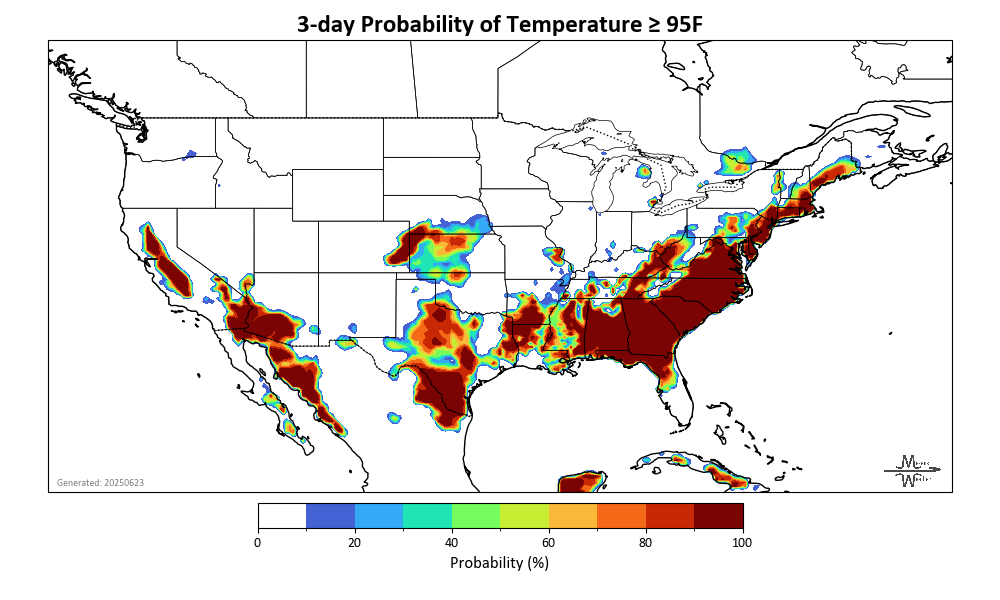 3-day Probability of Temperature ≥ 95F
Generated: 20250623
0 20 40 60 80 100
Probability (%)